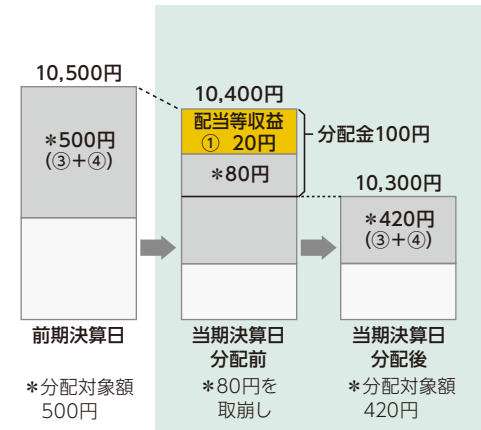 10,500円
*500円
(③+④)
前期決算日
*分配対象額
500円
10,400円
配当等収益
① 20円
*80円
分配金100円
当期決算日
分配前
*80円を
取崩し
10,300円
*420円
(③+④)
当期決算日
分配後
*分配対象額
420円